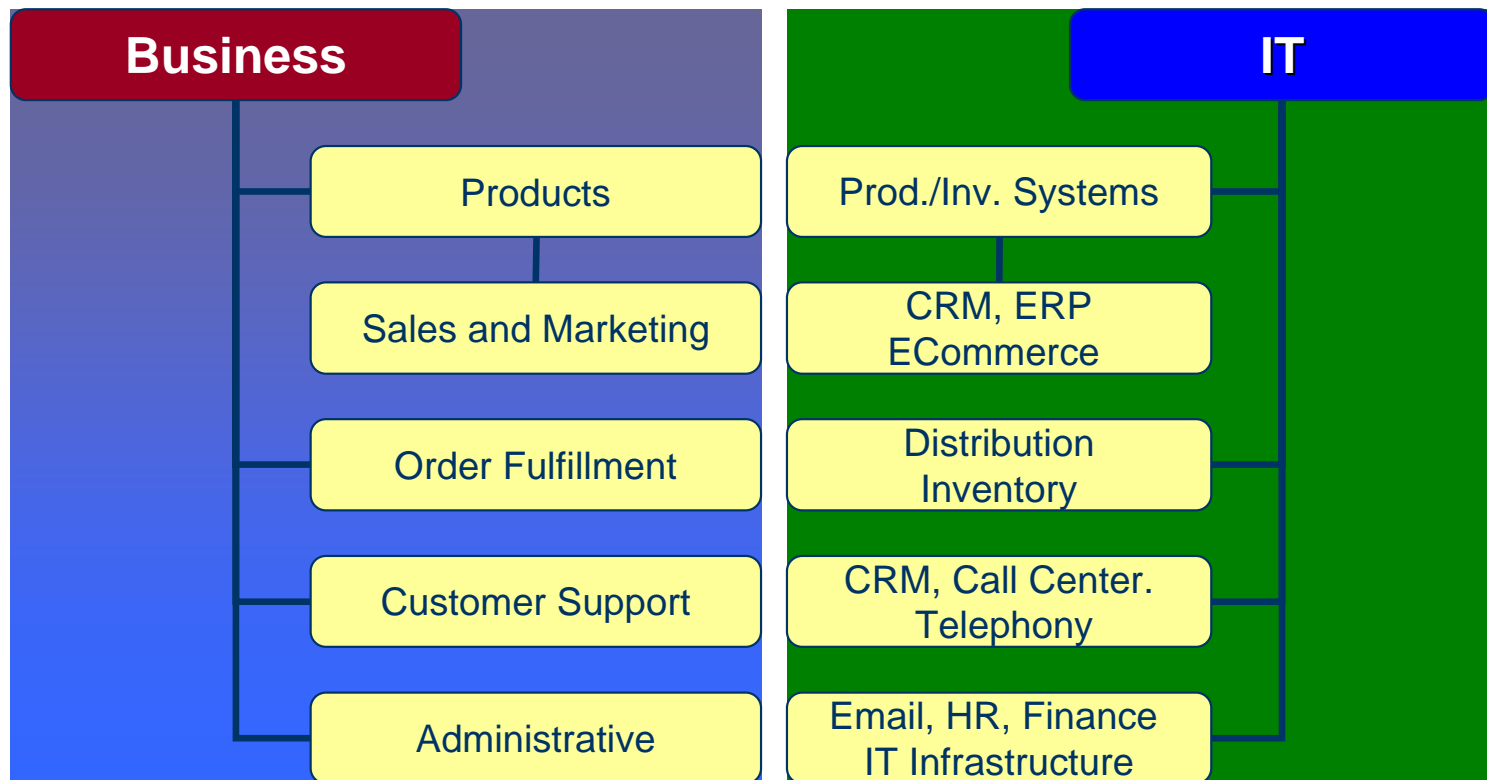 Business
IT
Products
Prod./Inv. Systems
Sales and Marketing
CRM, ERP
ECommerce
Order Fulfillment
Distribution
Inventory
Customer Support
CRM, Call Center.
Telephony
Administrative
Email, HR, Finance
IT Infrastructure